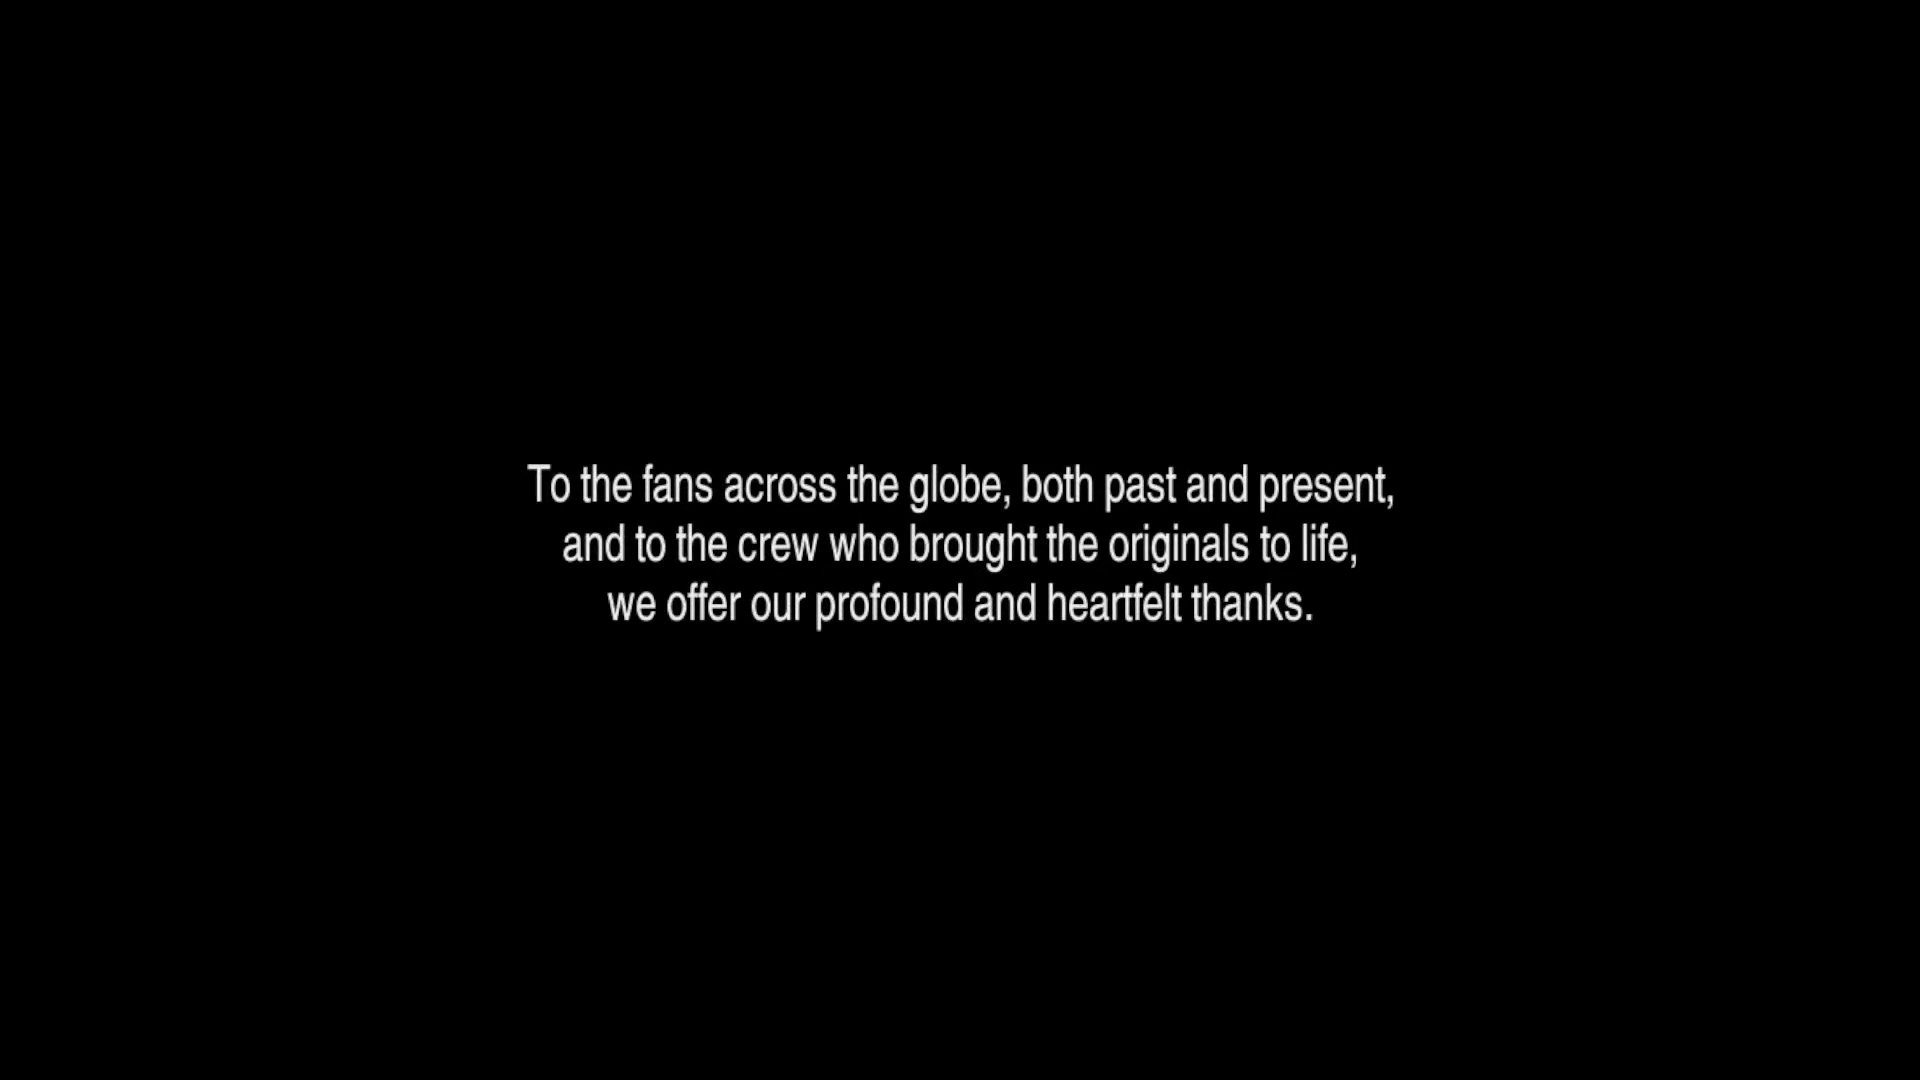 To the fans across the globe, both past and present,
and to the crew who brought the originals to life,
we offer our profound and heartfelt thanks.